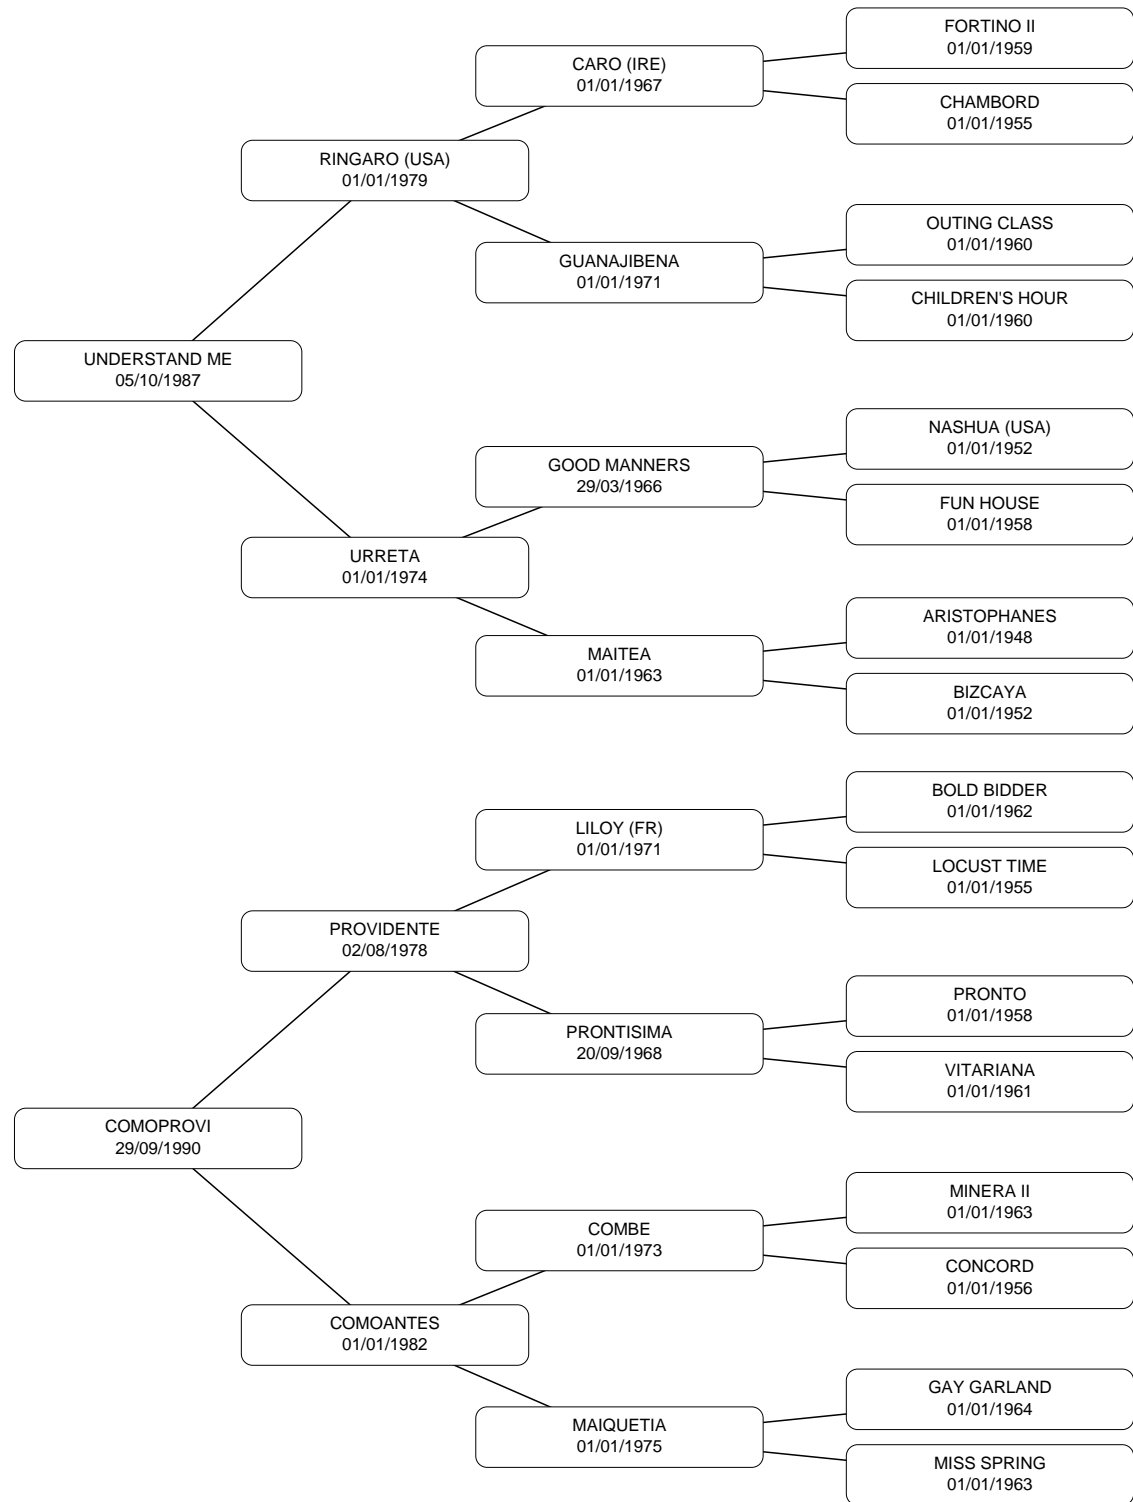 FORTINO II
01/01/1959
CARO (IRE)
01/01/1967
CHAMBORD
01/01/1955
RINGARO (USA)
01/01/1979
OUTING CLASS
01/01/1960
GUANAJIBENA
01/01/1971
CHILDREN'S HOUR
01/01/1960
UNDERSTAND ME
05/10/1987
NASHUA (USA)
01/01/1952
GOOD MANNERS
29/03/1966
FUN HOUSE
01/01/1958
URRETA
01/01/1974
ARISTOPHANES
01/01/1948
MAITEA
01/01/1963
BIZCAYA
01/01/1952
BOLD BIDDER
01/01/1962
LILOY (FR)
01/01/1971
LOCUST TIME
01/01/1955
PROVIDENTE
02/08/1978
PRONTO
01/01/1958
PRONTISIMA
20/09/1968
VITARIANA
01/01/1961
COMOPROVI
29/09/1990
MINERA II
01/01/1963
COMBE
01/01/1973
CONCORD
01/01/1956
COMOANTES
01/01/1982
GAY GARLAND
01/01/1964
MAIQUETIA
01/01/1975
MISS SPRING
01/01/1963